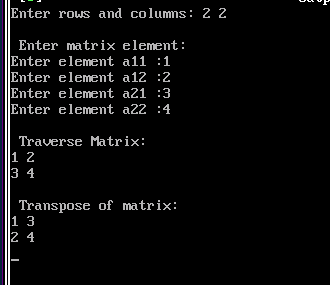 Enter rows and columns: 2 2
Enter matrix element:
Enter element a11 :1
Enter element a12 :2
Enter element a21 :3
Enter element a22 :4
Traverse Matrix:
1 2
3 4
Transpose of matrix:
1 3
2 4